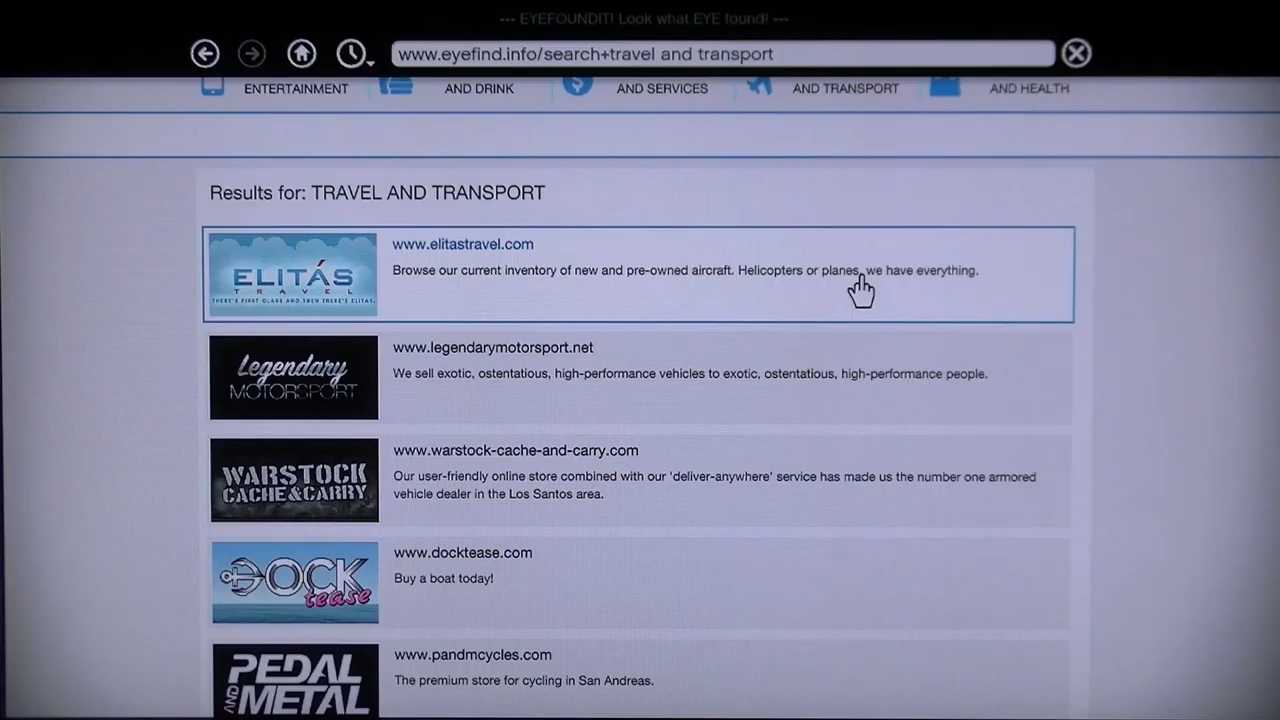 --- EYEFOUNDIT! Look what EYE found! ---
www.eyefind.info/search+travel and transport
ENTERTAINMENT AND DRINK AND SERVICES AND TRANSPORT AND HEALTH
Results for: TRAVEL AND TRANSPORT
ELITÁS
TRAVEL
THERE'S FIRST CLASS AND THEN THERE'S ELITAS.
www.elitastravel.com
Browse our current inventory of new and pre-owned aircraft. Helicopters or planes, we have everything.
Legendary
MOTORSPORT
www.legendarymotorsport.net
We sell exotic, ostentatious, high-performance vehicles to exotic, ostentatious, high-performance people.
WARSTOCK
CACHE&CARRY
www.warstock-cache-and-carry.com
Our user-friendly online store combined with our 'deliver-anywhere' service has made us the number one armored
vehicle dealer in the Los Santos area.
DOCK
tease
www.docktease.com
Buy a boat today!
PEDAL
AND METAL
www.pandmcycles.com
The premium store for cycling in San Andreas.